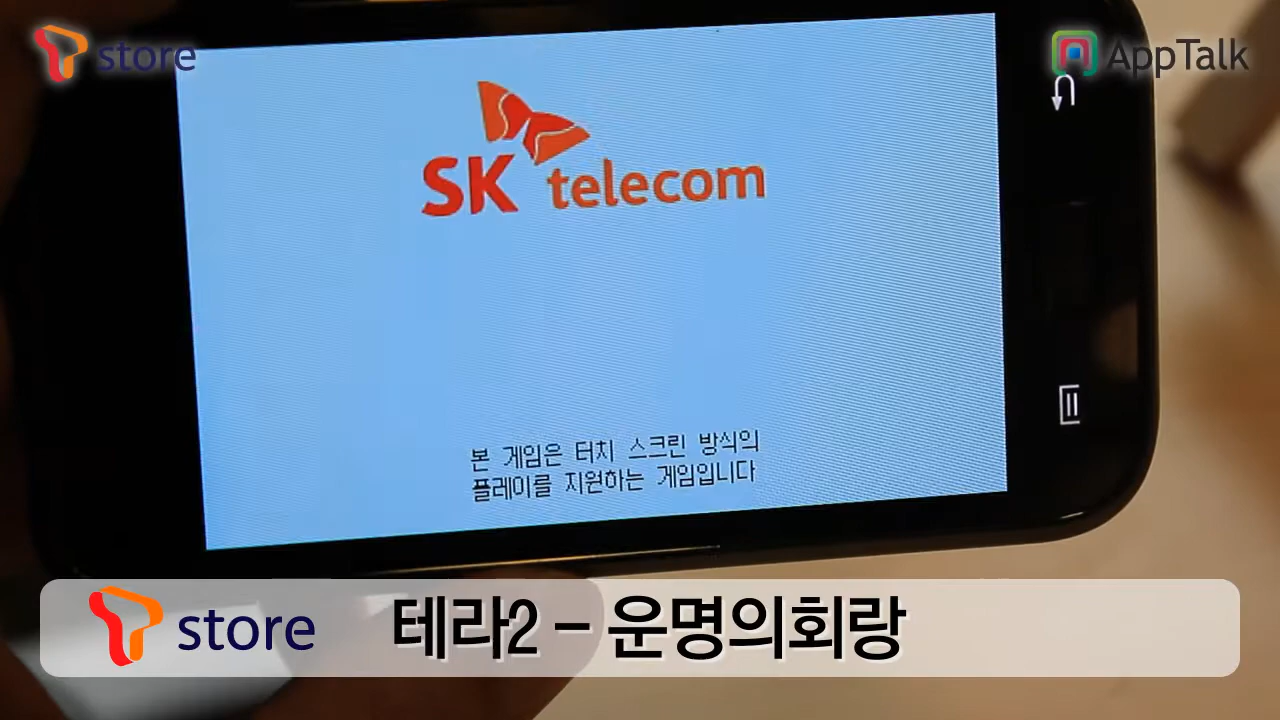 T store
AppTalk
SK telecom
본 게임은 터치 스크린 방식의
플레이를 지원하는 게임입니다
T store
테라2 - 운명의회랑